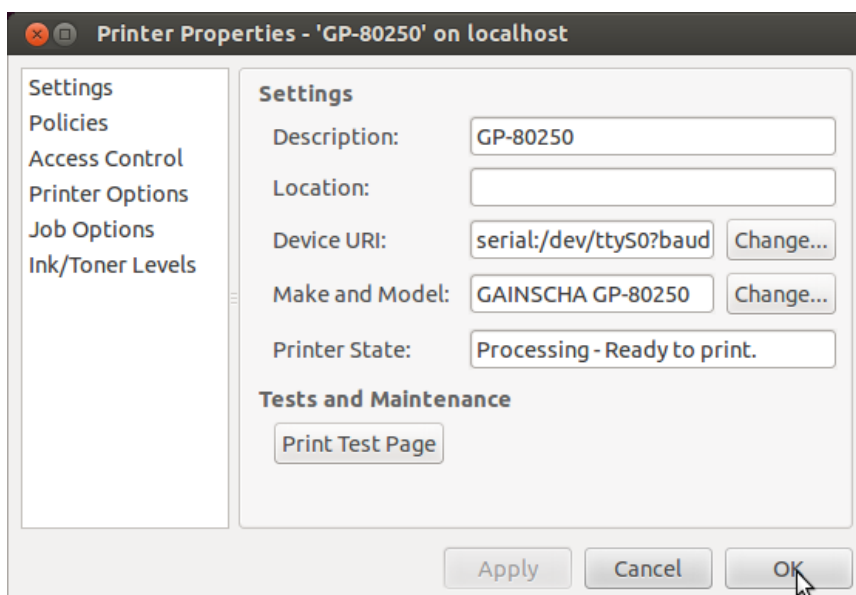 Printer Properties - 'GP-80250' on localhost
Settings
Policies
Access Control
Printer Options
Job Options
Ink/Toner Levels
Settings
Description: GP-80250
Location:
Device URI: serial:/dev/ttyS0?baud Change...
Make and Model: GAINSCHA GP-80250 Change...
Printer State: Processing - Ready to print.
Tests and Maintenance
Print Test Page
Apply Cancel OK